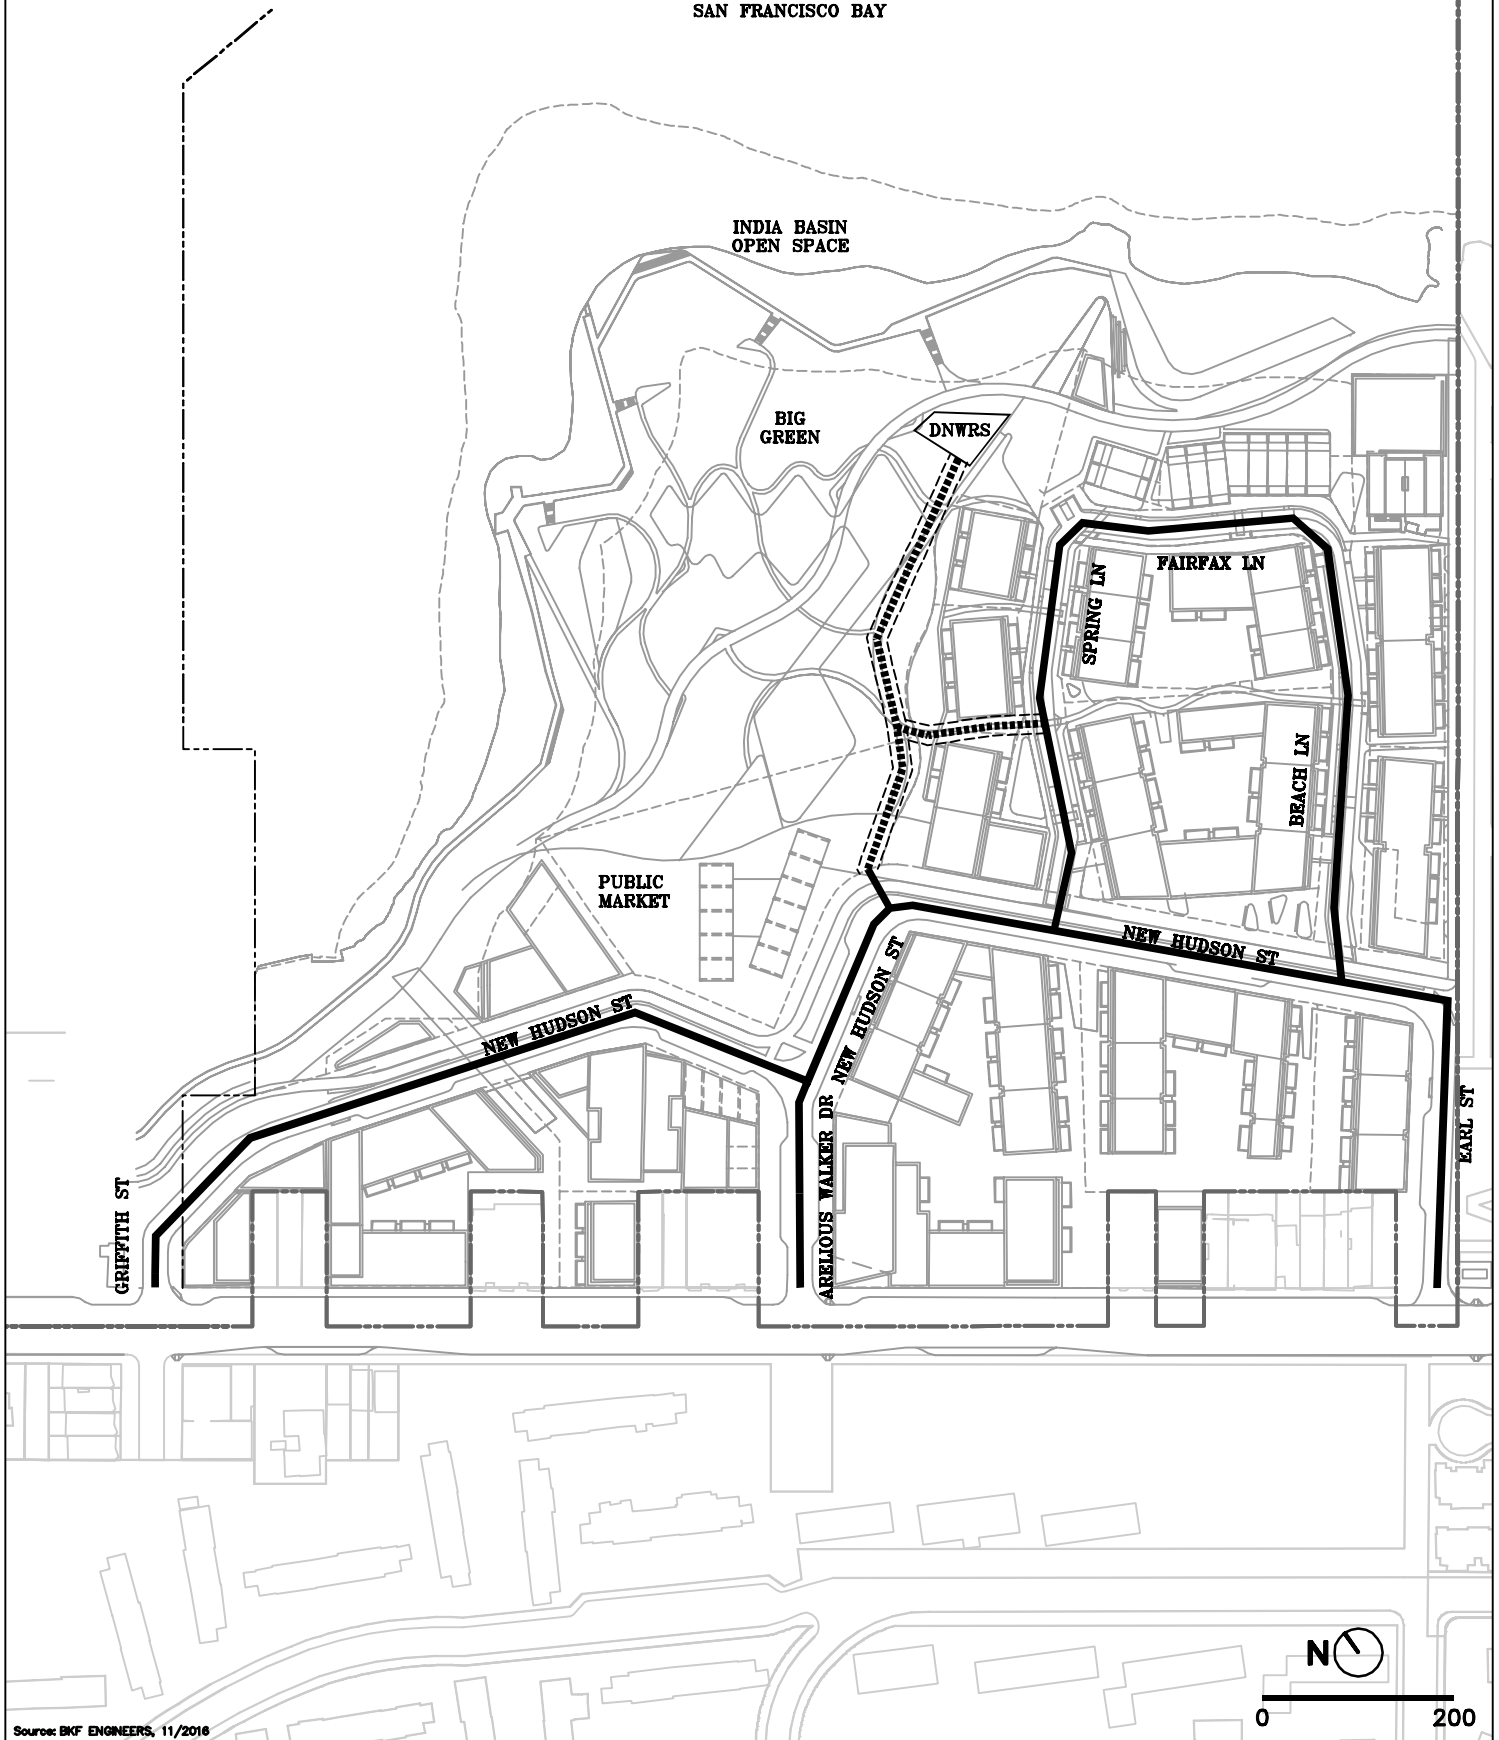 SAN FRANCISCO BAY
INDIA BASIN
OPEN SPACE
BIG
GREEN
DNWRS
FAIRFAX LN
SPRING LN
BEACH LN
PUBLIC
MARKET
NEW HUDSON ST
NEW HUDSON ST
NEW HUDSON ST
GRIFFITH ST
ARELIOUS WALKER DR
EARL ST
N
0 200
Source: BKF ENGINEERS, 11/2016